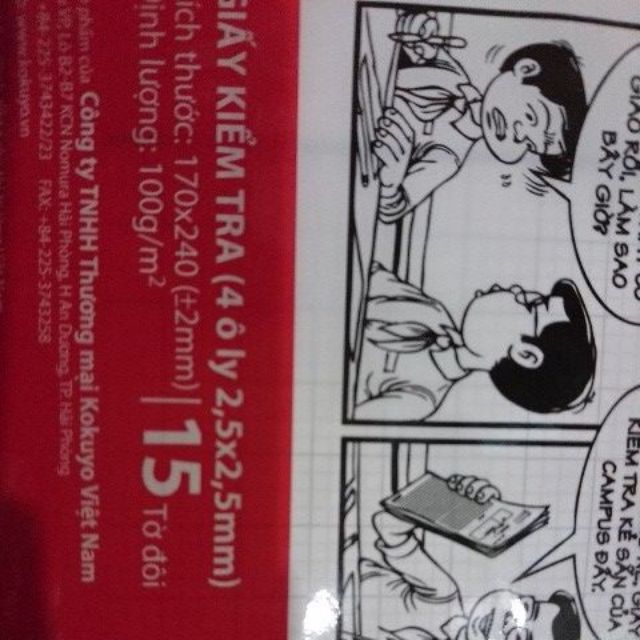 GIẤY KIỂM TRA (4 ô ly 2,5x2,5mm)
ích thước: 170x240 (±2mm) | 15 Tờ đôi
ịnh lượng: 100g/m²
Công ty TNHH Thương mại Kokuyo Việt Nam
KCN Nomura Hải Phòng, H.An Dương, TP.Hải Phòng
FAX: +84-225-3743258
RỒI, LÀM SAO
BÂY GIỜ?
KIỂM TRA KẺ SẴN CỦA
CAMPUS ĐÂY.